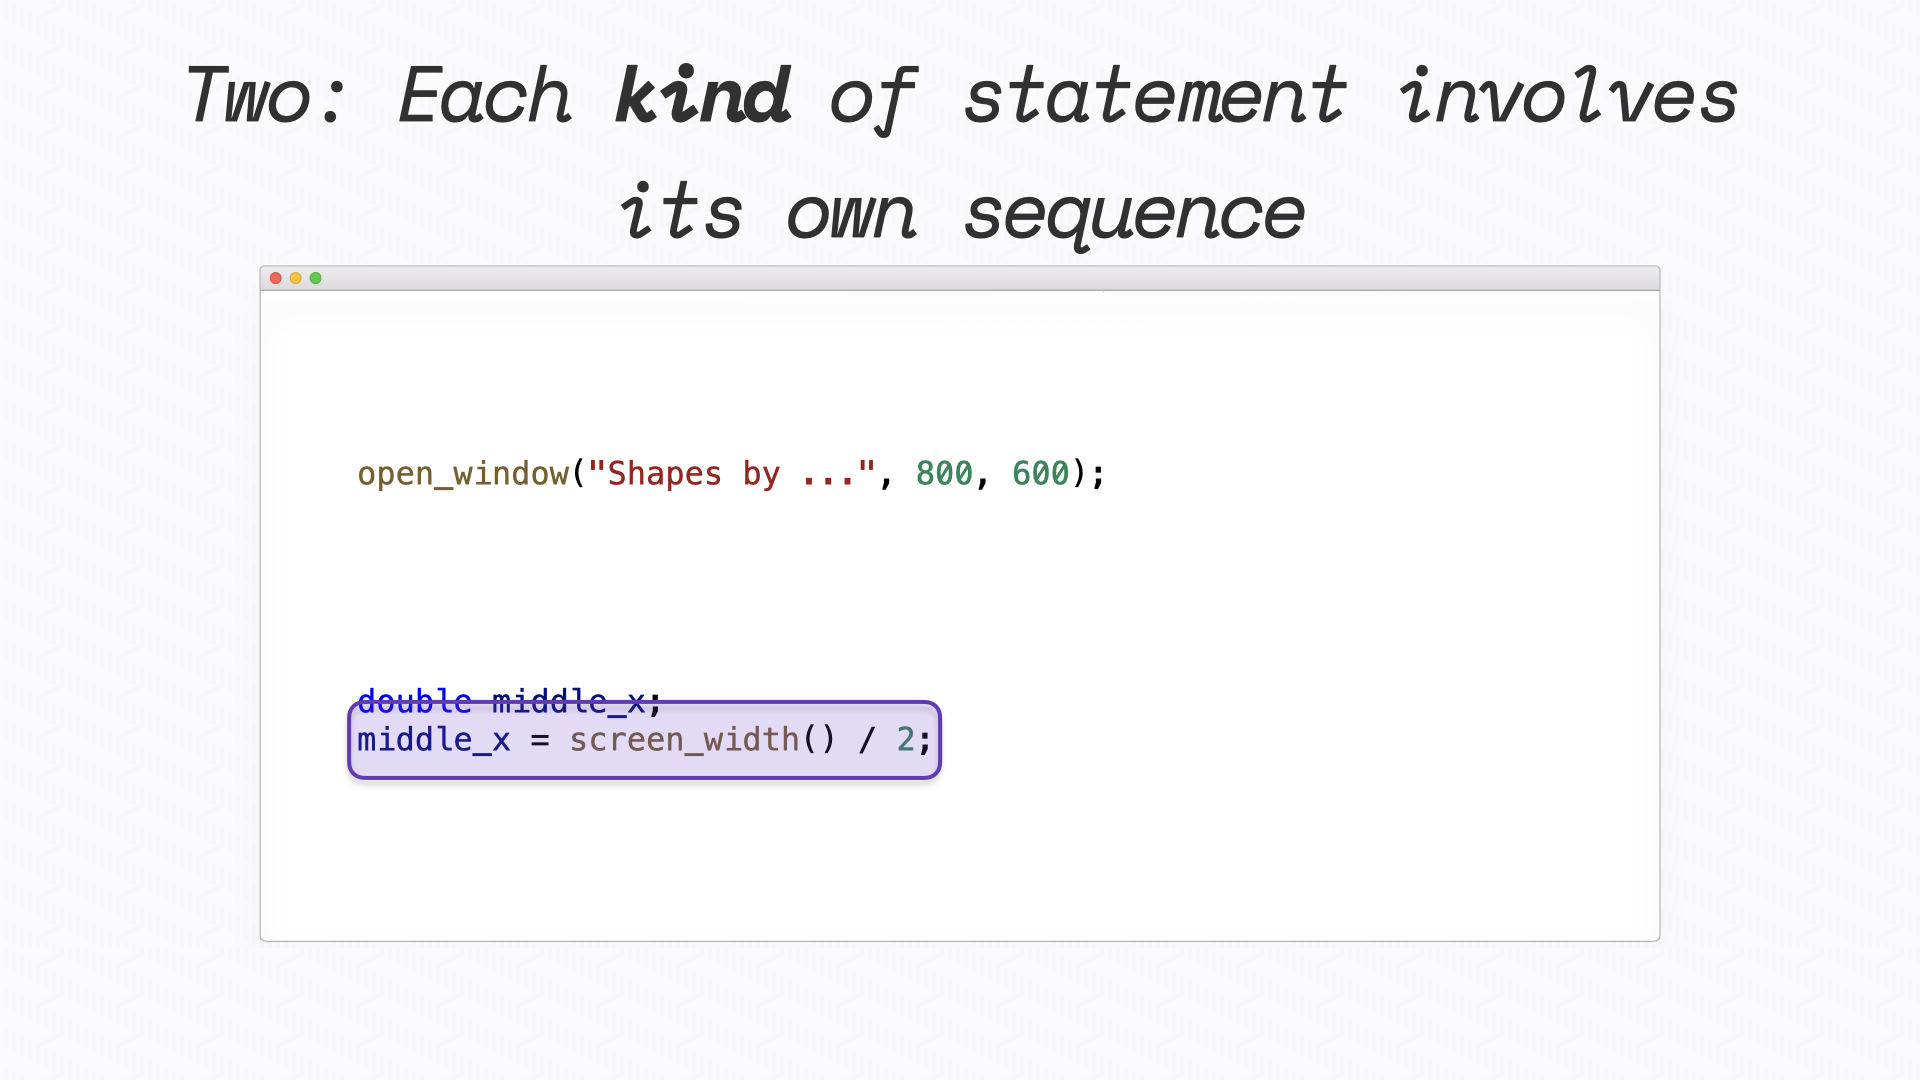 Two: Each kind of statement involves
its own sequence
open_window("Shapes by ...", 800, 600);
double middle_x;
middle_x = screen_width() / 2;